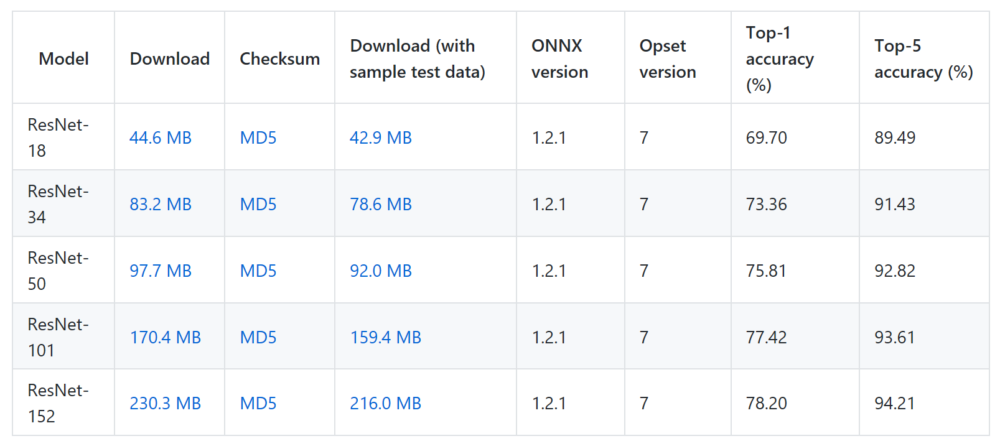 Model Download Checksum Download (with sample test data) ONNX version Opset version Top-1 accuracy (%) Top-5 accuracy (%)
ResNet-18 44.6 MB MD5 42.9 MB 1.2.1 7 69.70 89.49
ResNet-34 83.2 MB MD5 78.6 MB 1.2.1 7 73.36 91.43
ResNet-50 97.7 MB MD5 92.0 MB 1.2.1 7 75.81 92.82
ResNet-101 170.4 MB MD5 159.4 MB 1.2.1 7 77.42 93.61
ResNet-152 230.3 MB MD5 216.0 MB 1.2.1 7 78.20 94.21